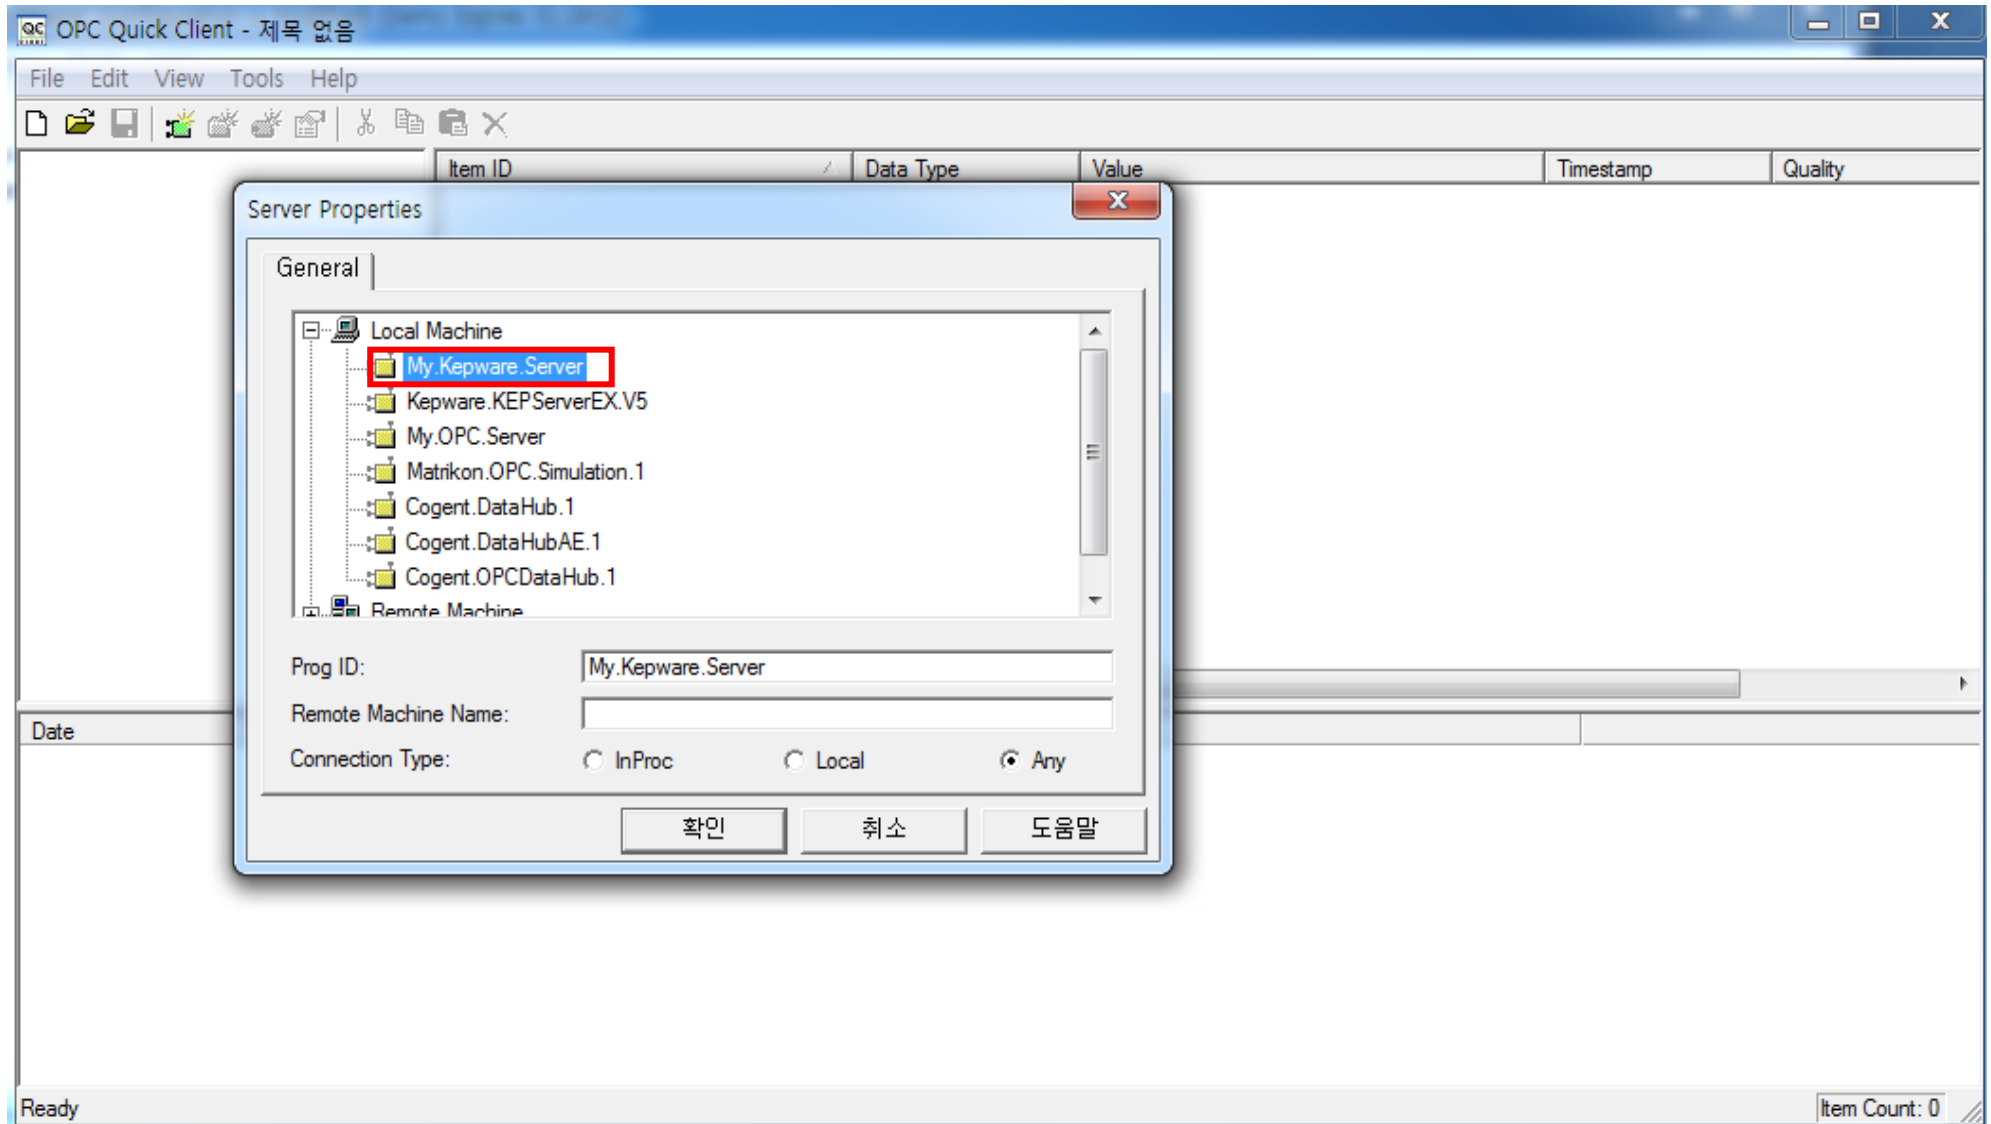 OPC Quick Client - 제목 없음
File Edit View Tools Help
Item ID Data Type Value Timestamp Quality
Server Properties
General
Local Machine
My.Kepware.Server
Kepware.KEPServerEX.V5
My.OPC.Server
Matrikon.OPC.Simulation.1
Cogent.DataHub.1
Cogent.DataHubAE.1
Cogent.OPCDataHub.1
Remote Machine
Prog ID: My.Kepware.Server
Remote Machine Name:
Date
Connection Type: InProc Local Any
확인 취소 도움말
Ready Item Count: 0